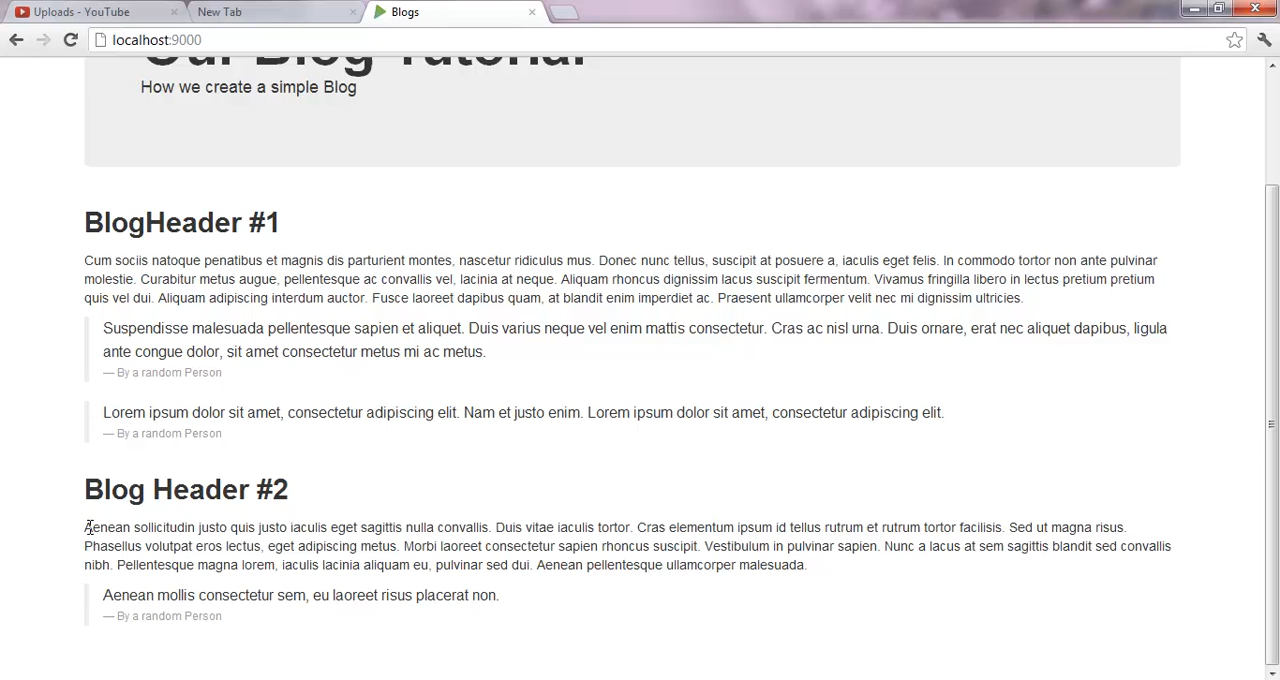 Uploads - YouTube
New Tab
Blogs
localhost:9000
Our Blog Tutorial
How we create a simple Blog
BlogHeader #1
Cum sociis natoque penatibus et magnis dis parturient montes, nascetur ridiculus mus. Donec nunc tellus, suscipit at posuere a, iaculis eget felis. In commodo tortor non ante pulvinar
molestie. Curabitur metus augue, pellentesque ac convallis vel, lacinia at neque. Aliquam rhoncus dignissim lacus suscipit fermentum. Vivamus fringilla libero in lectus pretium pretium
quis vel dui. Aliquam adipiscing interdum auctor. Fusce laoreet dapibus quam, at blandit enim imperdiet ac. Praesent ullamcorper velit nec mi dignissim ultricies.
Suspendisse malesuada pellentesque sapien et aliquet. Duis varius neque vel enim mattis consectetur. Cras ac nisl urna. Duis ornare, erat nec aliquet dapibus, ligula
ante congue dolor, sit amet consectetur metus mi ac metus.
— By a random Person
Lorem ipsum dolor sit amet, consectetur adipiscing elit. Nam et justo enim. Lorem ipsum dolor sit amet, consectetur adipiscing elit.
— By a random Person
Blog Header #2
Aenean sollicitudin justo quis justo iaculis eget sagittis nulla convallis. Duis vitae iaculis tortor. Cras elementum ipsum id tellus rutrum et rutrum tortor facilisis. Sed ut magna risus.
Phasellus volutpat eros lectus, eget adipiscing metus. Morbi laoreet consectetur sapien rhoncus suscipit. Vestibulum in pulvinar sapien. Nunc a lacus at sem sagittis blandit sed convallis
nibh. Pellentesque magna lorem, iaculis lacinia aliquam eu, pulvinar sed dui. Aenean pellentesque ullamcorper malesuada.
Aenean mollis consectetur sem, eu laoreet risus placerat non.
— By a random Person